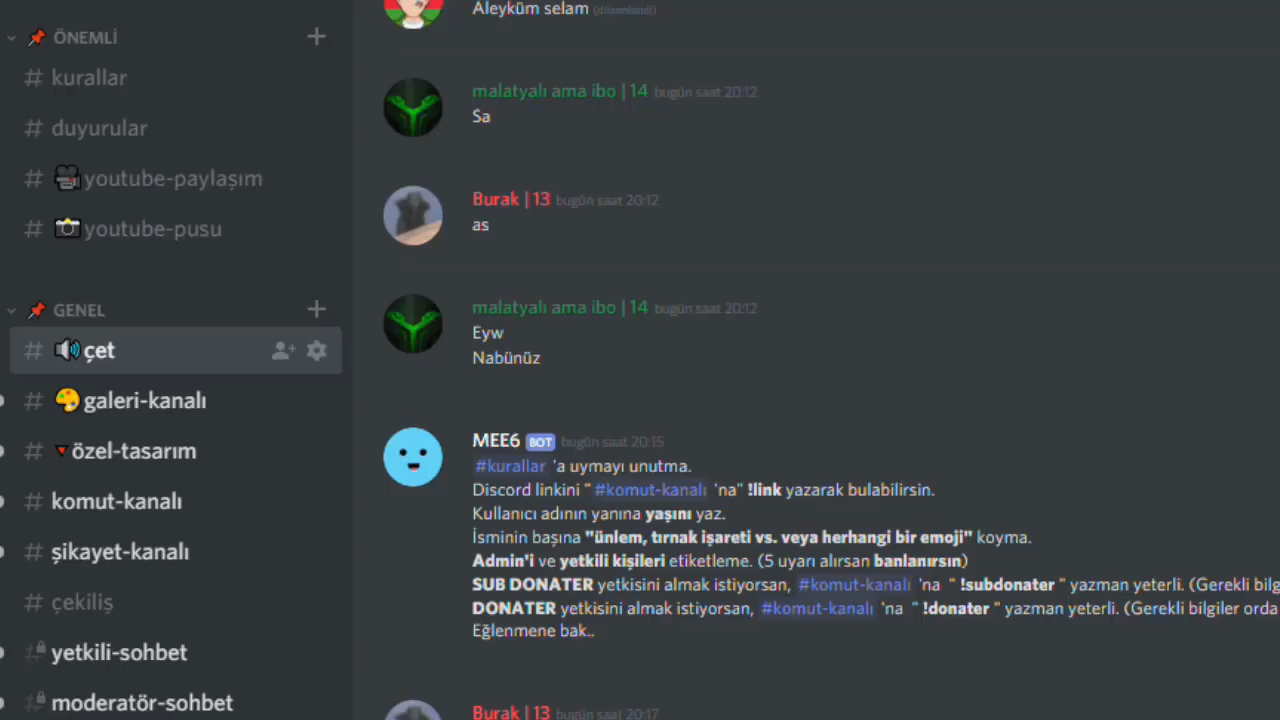 ÖNEMLİ
# kurallar
# duyurular
# youtube-paylaşım
# youtube-pusu
GENEL
# çet
# galeri-kanalı
# özel-tasarım
# komut-kanalı
# şikayet-kanalı
# çekiliş
yetkili-sohbet
moderatör-sohbet
Aleyküm selam (düzenlendi)
malatyalı ama ibo | 14 bugün saat 20:12
Sa
Burak | 13 bugün saat 20:12
as
malatyalı ama ibo | 14 bugün saat 20:12
Eyw
Nabünüz
MEE6 BOT bugün saat 20:15
#kurallar 'a uymayı unutma.
Discord linkini " #komut-kanalı 'na" !link yazarak bulabilirsin.
Kullanıcı adının yanına yaşını yaz.
İsminin başına "ünlem, tırnak işareti vs. veya herhangi bir emoji" koyma.
Admin'i ve yetkili kişileri etiketleme. (5 uyarı alırsan banlanırsın)
SUB DONATER yetkisini almak istiyorsan, #komut-kanalı 'na " !subdonater " yazman yeterli. (Gerekli bilg
DONATER yetkisini almak istiyorsan, #komut-kanalı 'na " !donater " yazman yeterli. (Gerekli bilgiler orda
Eğlenmene bak..
Burak | 13 bugün saat 20:17